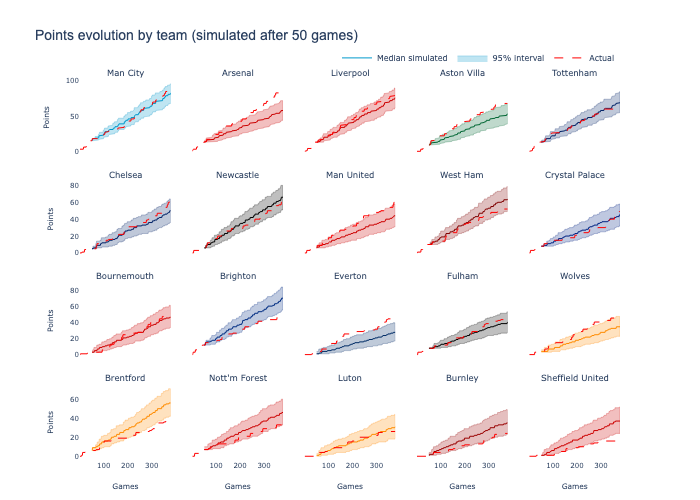 Points evolution by team (simulated after 50 games)
Median simulated 95% interval Actual
Man City Arsenal Liverpool Aston Villa Tottenham
100
50
0
Points
Chelsea Newcastle Man United West Ham Crystal Palace
80
60
40
20
0
Points
Bournemouth Brighton Everton Fulham Wolves
80
60
40
20
0
Points
Brentford Nott'm Forest Luton Burnley Sheffield United
60
40
20
0
Points
100 200 300 100 200 300 100 200 300 100 200 300 100 200 300
Games Games Games Games Games